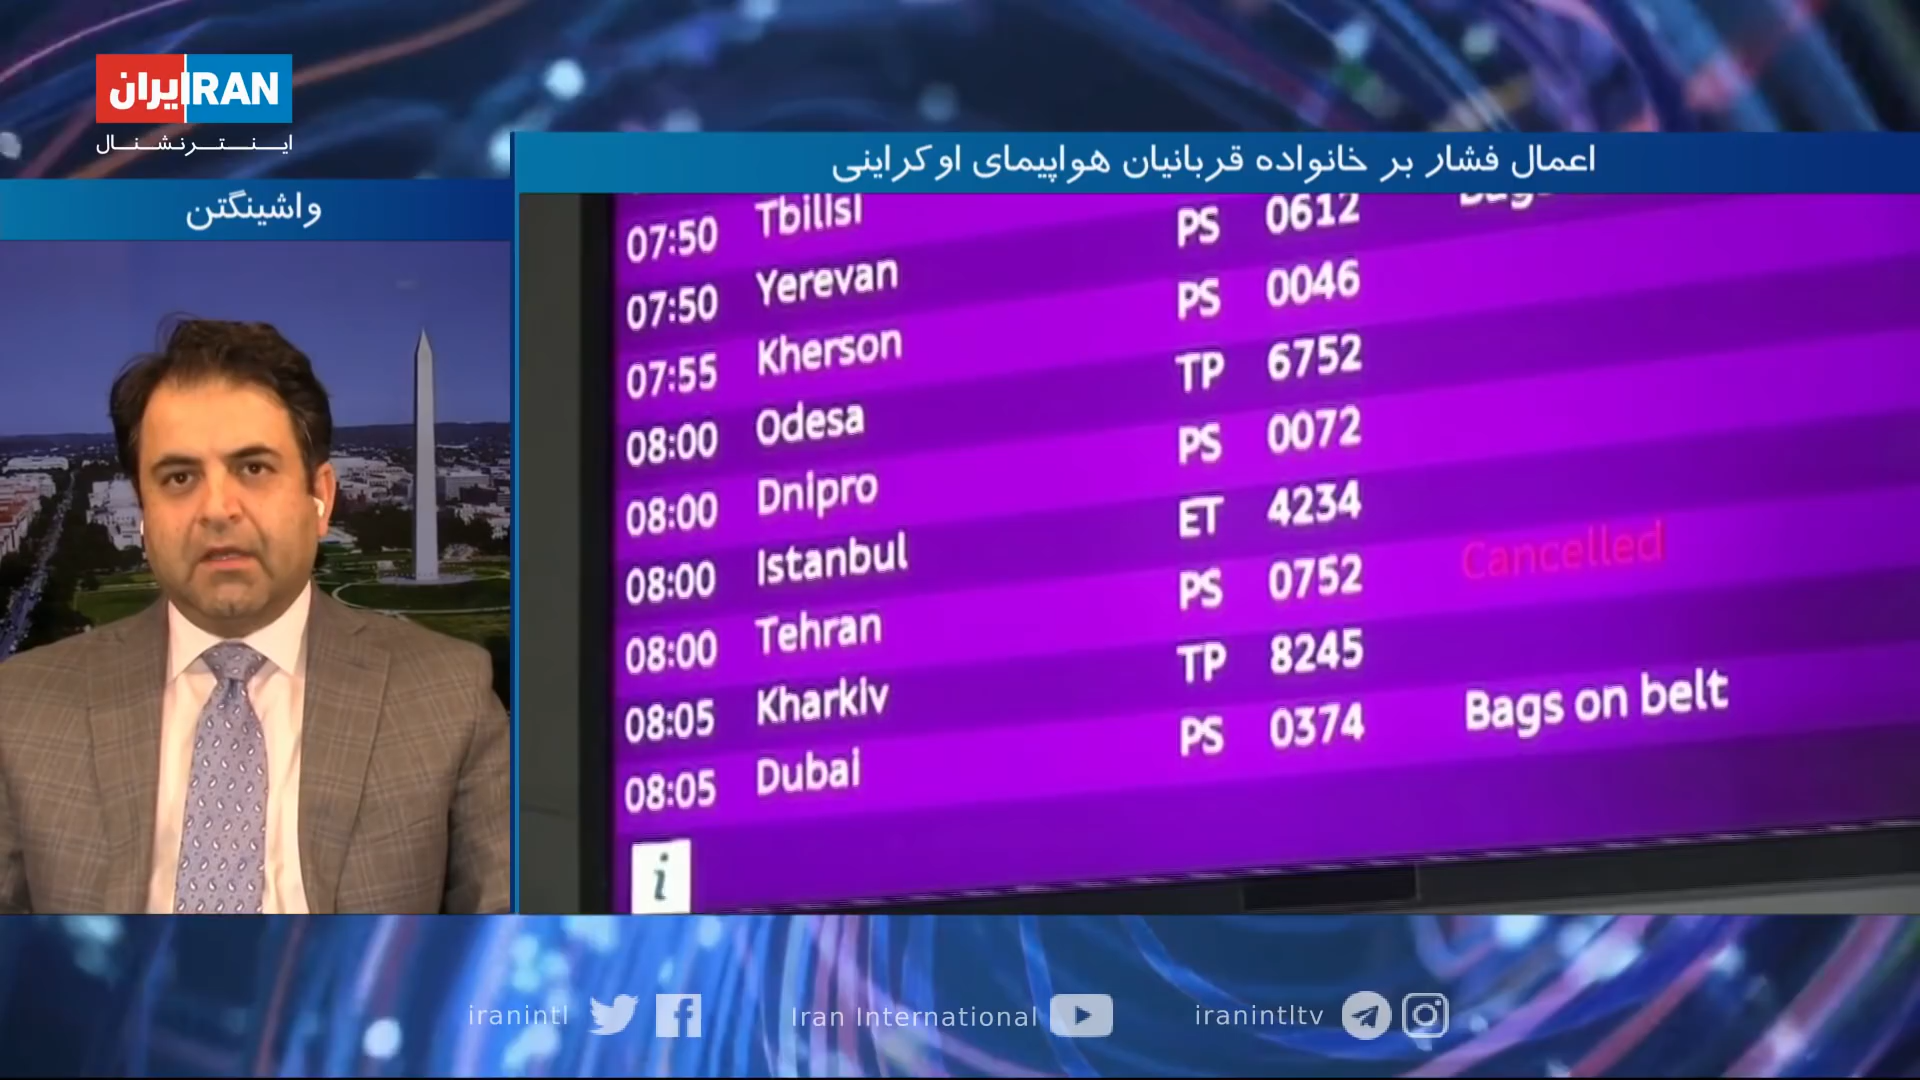 ایران IRAN
اینترنشنال
اعمال فشار بر خانواده قربانیان هواپیمای اوکراینی
واشینگتن
07:50 Tbilisi PS 0612
07:50 Yerevan PS 0046
07:55 Kherson TP 6752
08:00 Odesa PS 0072
08:00 Dnipro ET 4234
08:00 Istanbul PS 0752 Cancelled
08:00 Tehran TP 8245
08:05 Kharkiv PS 0374 Bags on belt
08:05 Dubai
i
iranintl Iran International iranintltv